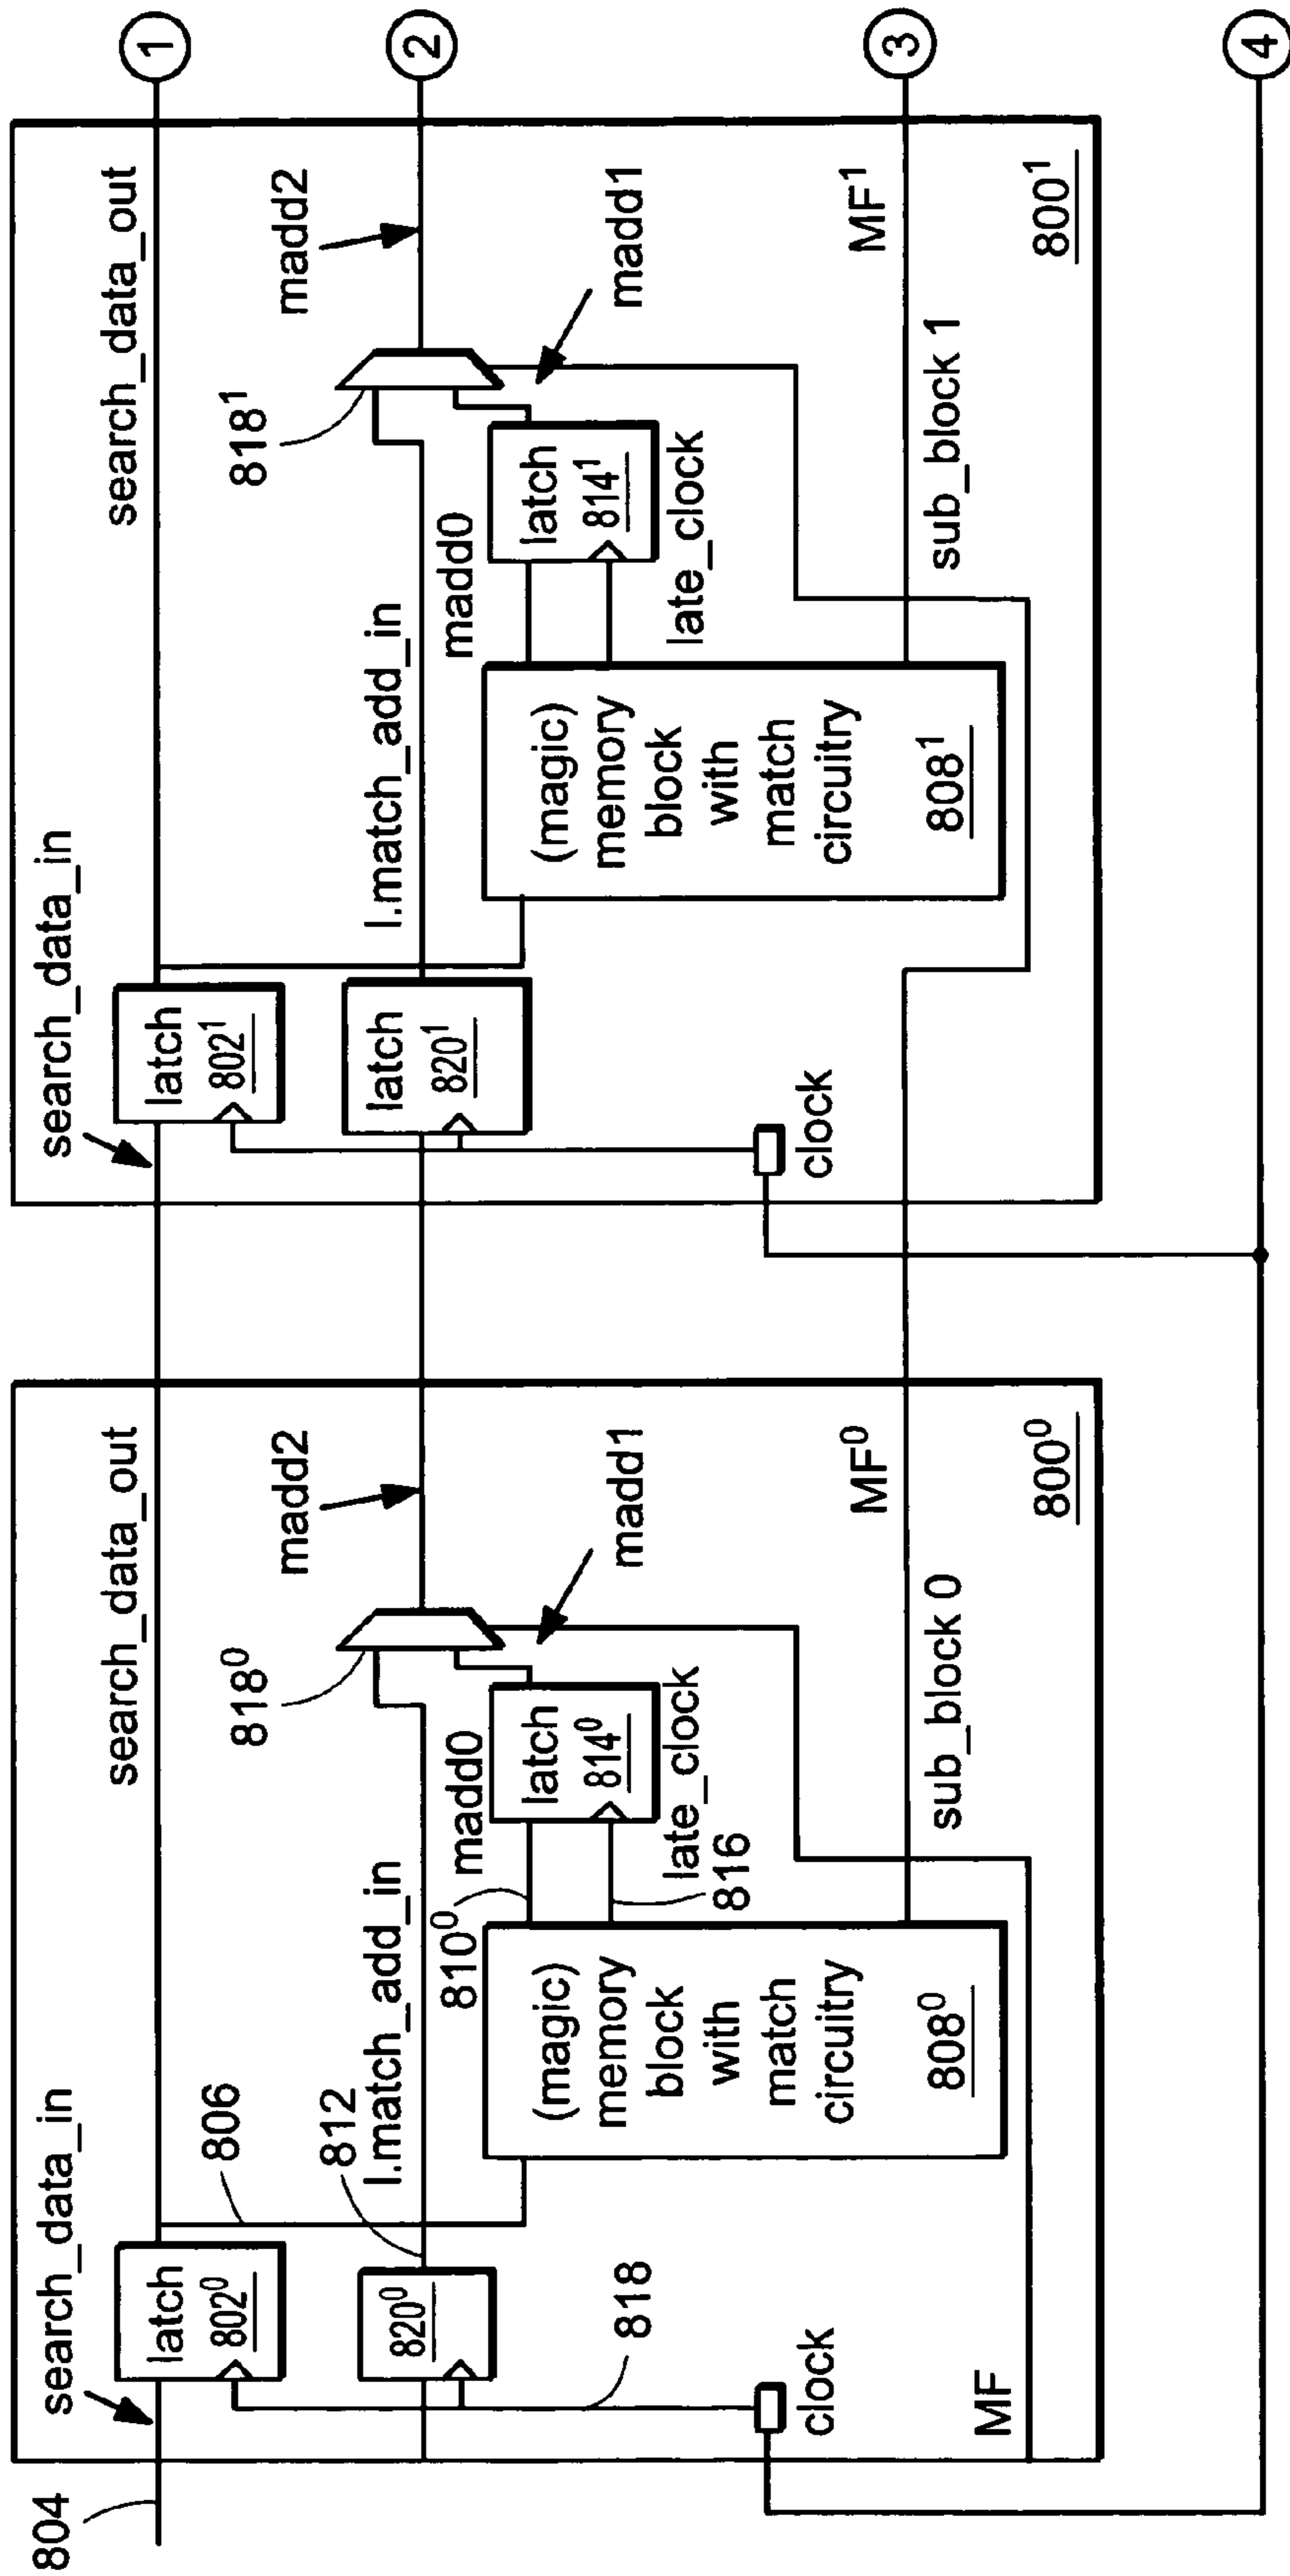 804
search_data_in
latch
802⁰
806
search_data_out
1
820⁰
812
l.match_add_in
818⁰
madd2
2
810⁰
madd0
latch
814⁰
late_clock
816
madd1
(magic)
memory
block
with
match
circuitry
808⁰
818
clock
MF
MF⁰
sub_block 0
800⁰
search_data_in
latch
802¹
search_data_out
latch
820¹
l.match_add_in
818¹
madd2
madd0
latch
814¹
late_clock
madd1
(magic)
memory
block
with
match
circuitry
808¹
clock
MF¹
sub_block 1
800¹
3
4